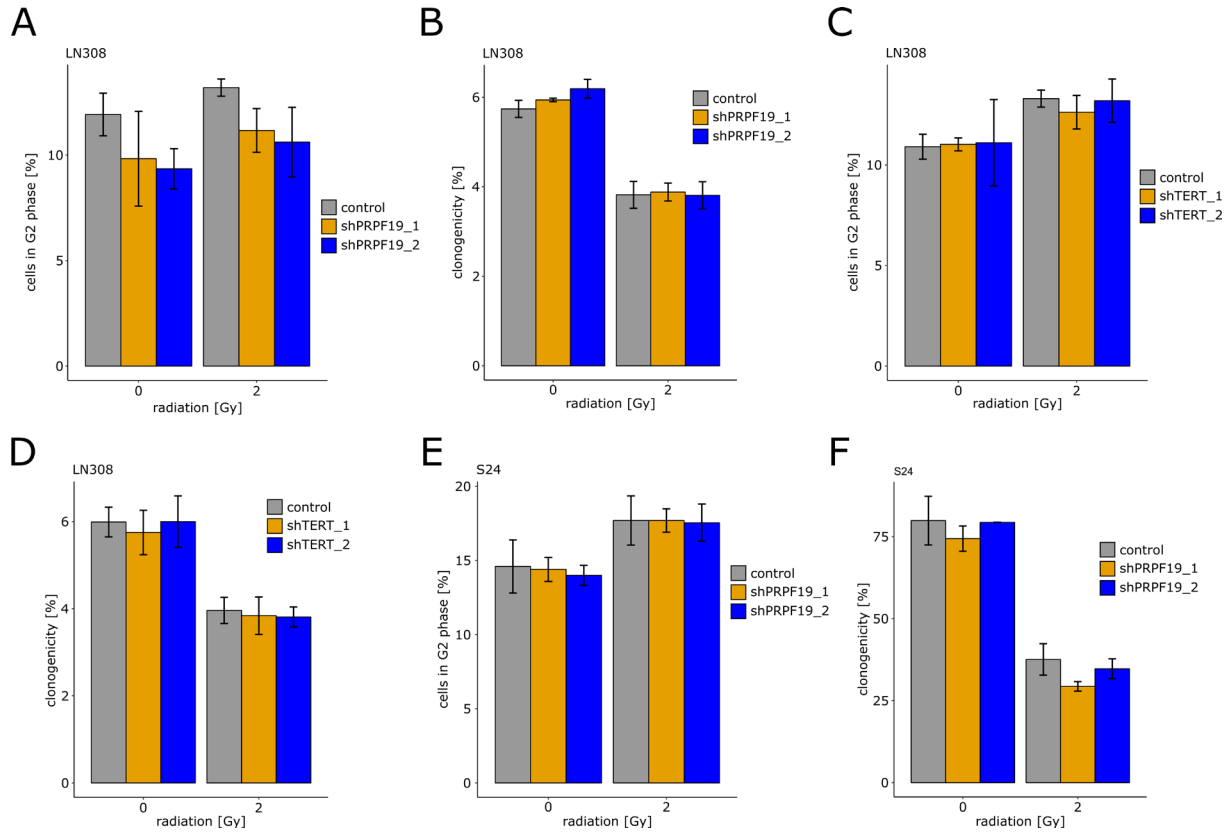 A
LN308
cells in G2 phase [%]
10
5
0
0 2
radiation [Gy]
control
shPRPF19_1
shPRPF19_2
B
LN308
clonogenicity [%]
6
4
2
0
0 2
radiation [Gy]
control
shPRPF19_1
shPRPF19_2
C
LN308
cells in G2 phase [%]
10
5
0
0 2
radiation [Gy]
control
shTERT_1
shTERT_2
D
LN308
clonogenicity [%]
6
4
2
0
0 2
radiation [Gy]
control
shTERT_1
shTERT_2
E
S24
cells in G2 phase [%]
20
15
10
5
0
0 2
radiation [Gy]
control
shPRPF19_1
shPRPF19_2
F
S24
clonogenicity [%]
75
50
25
0
0 2
radiation [Gy]
control
shPRPF19_1
shPRPF19_2